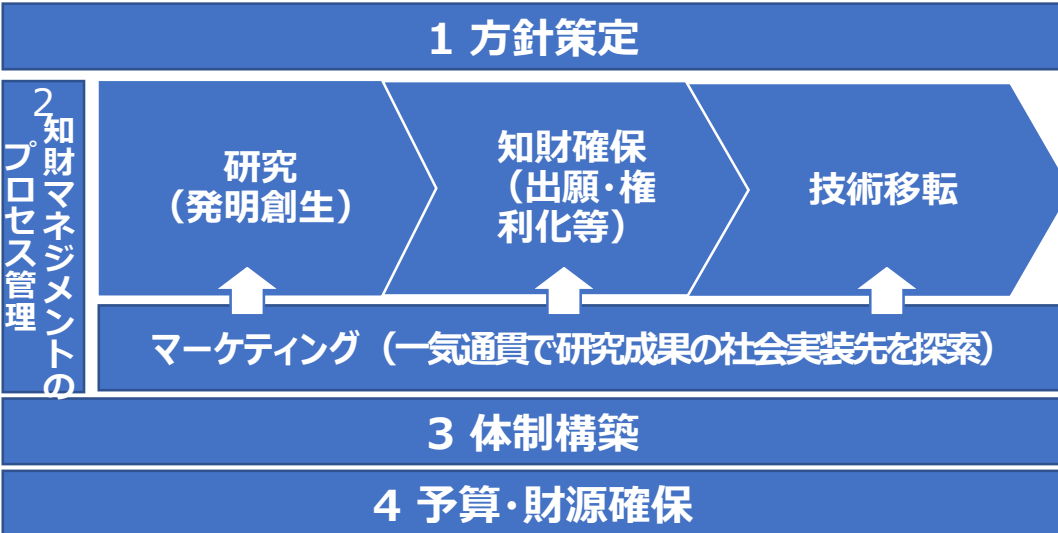 1 方針策定
2
知財マネジメントの
プロセス管理
研究
（発明創生）
知財確保
（出願・権
利化等）
技術移転
マーケティング（一気通貫で研究成果の社会実装先を探索）
3 体制構築
4 予算・財源確保